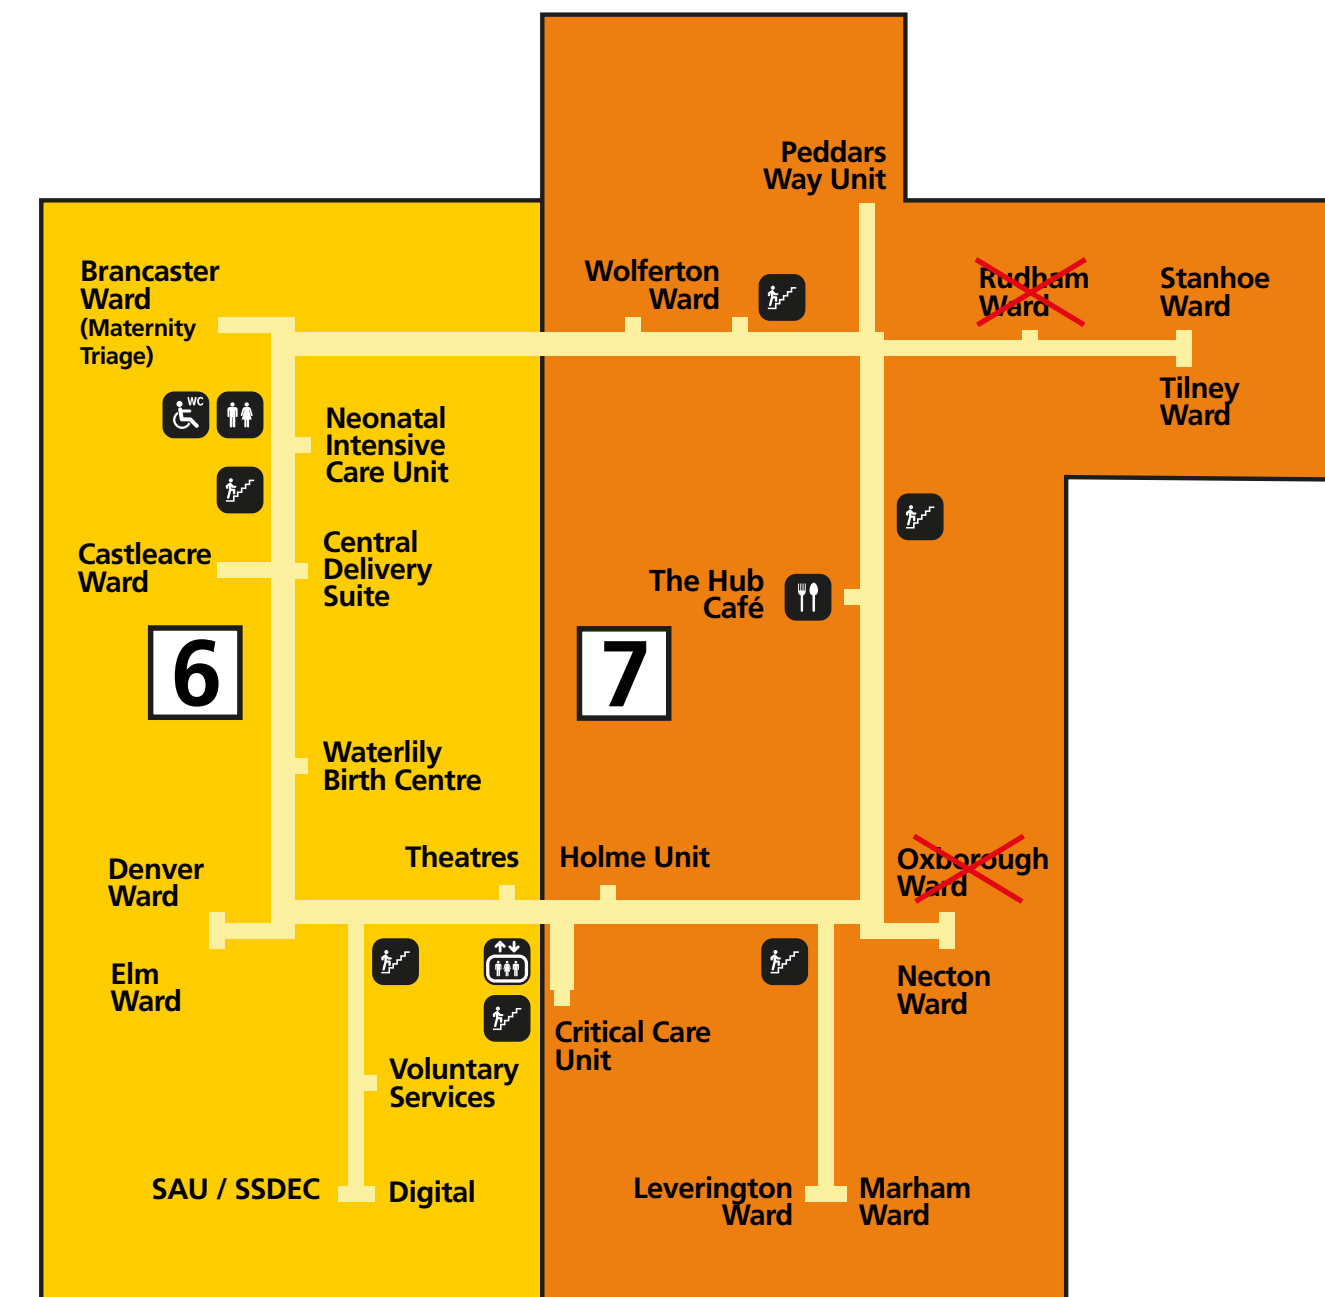 Peddars
Way Unit
Brancaster
Ward
(Maternity
Triage)
Wolferton
Ward
Rudham
Ward
Stanhoe
Ward
Tilney
Ward
WC
Neonatal
Intensive
Care Unit
Castleacre
Ward
Central
Delivery
Suite
The Hub
Café
6
7
Waterlily
Birth Centre
Theatres
Holme Unit
Denver
Ward
Oxborough
Ward
Elm
Ward
Necton
Ward
Critical Care
Unit
Voluntary
Services
SAU / SSDEC
Digital
Leverington
Ward
Marham
Ward